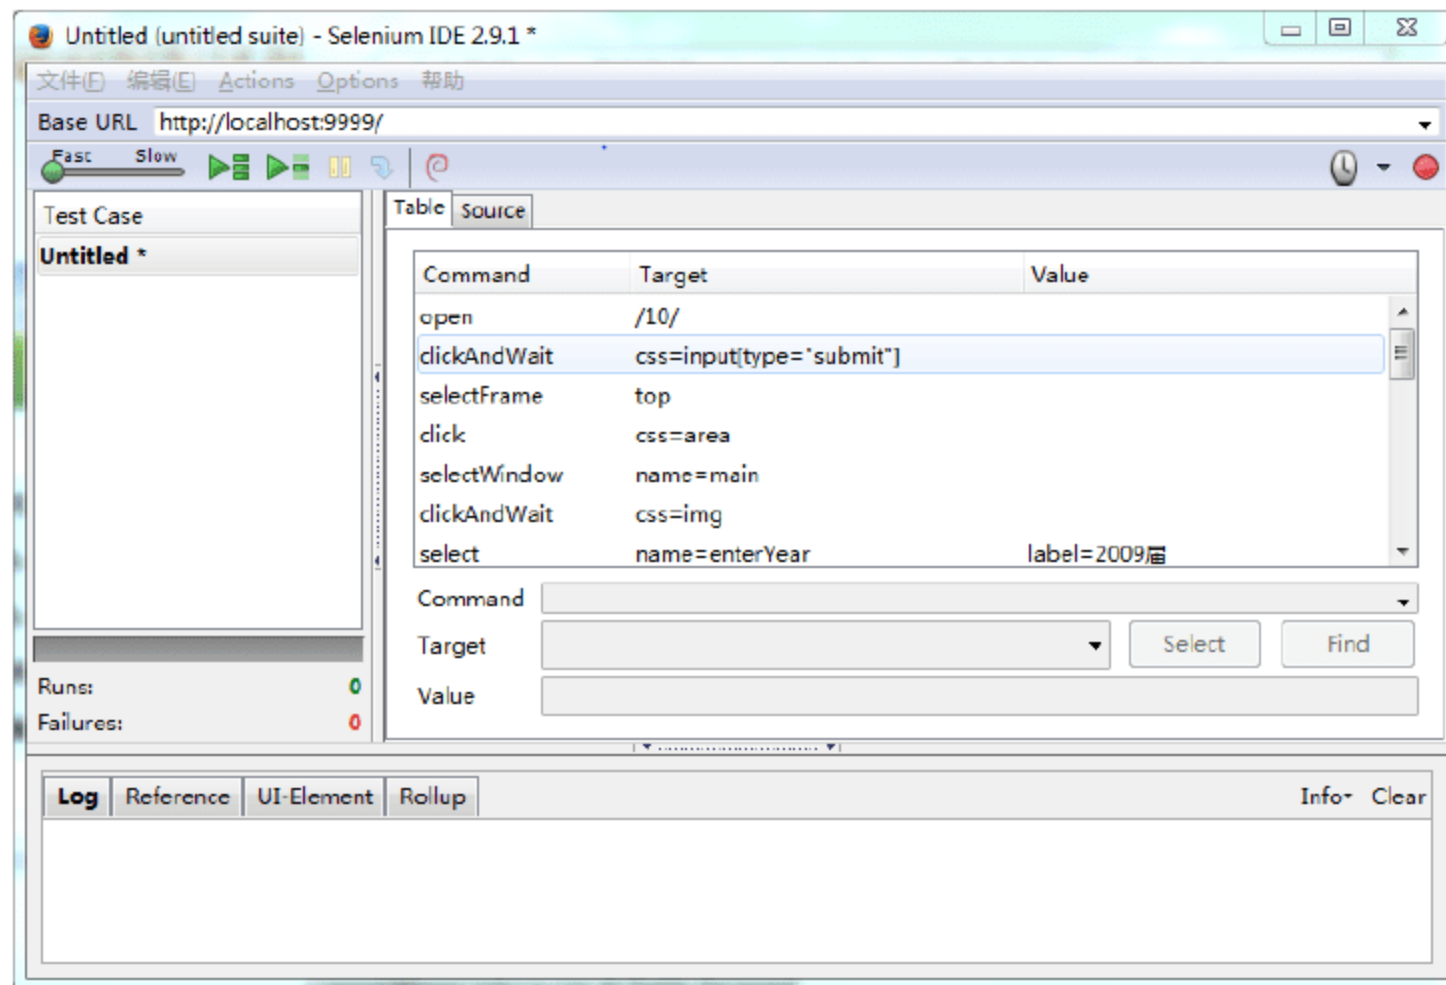 Untitled (untitled suite) - Selenium IDE 2.9.1 *
文件(F) 编辑(E) Actions Options 帮助
Base URL http://localhost:9999/
Fast Slow
Test Case
Untitled *
Runs: 0
Failures: 0
Table Source
Command Target Value
open /10/
clickAndWait css=input[type="submit"]
selectFrame top
click css=area
selectWindow name=main
clickAndWait css=img
select name=enterYear label=2009届
Command
Target Select Find
Value
Log Reference UI-Element Rollup Info Clear